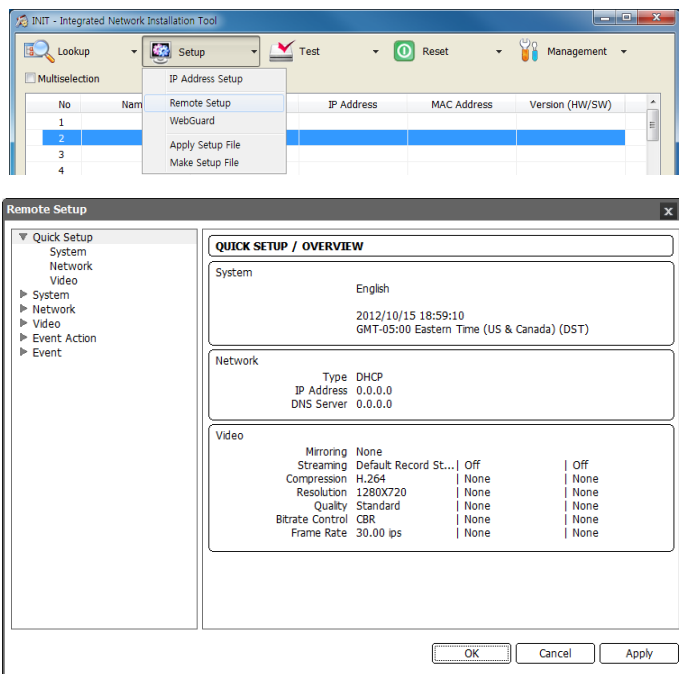 INIT - Integrated Network Installation Tool
Lookup Setup Test Reset Management
Multiselection
IP Address Setup
Remote Setup
WebGuard
Apply Setup File
Make Setup File
No Nam IP Address MAC Address Version (HW/SW)
1
2
3
4
Remote Setup
Quick Setup
System
Network
Video
System
Network
Video
Event Action
Event
QUICK SETUP / OVERVIEW
System
English
2012/10/15 18:59:10
GMT-05:00 Eastern Time (US & Canada) (DST)
Network
Type DHCP
IP Address 0.0.0.0
DNS Server 0.0.0.0
Video
Mirroring None
Streaming Default Record St...| Off | Off
Compression H.264 | None | None
Resolution 1280X720 | None | None
Quality Standard | None | None
Bitrate Control CBR | None | None
Frame Rate 30.00 ips | None | None
OK Cancel Apply